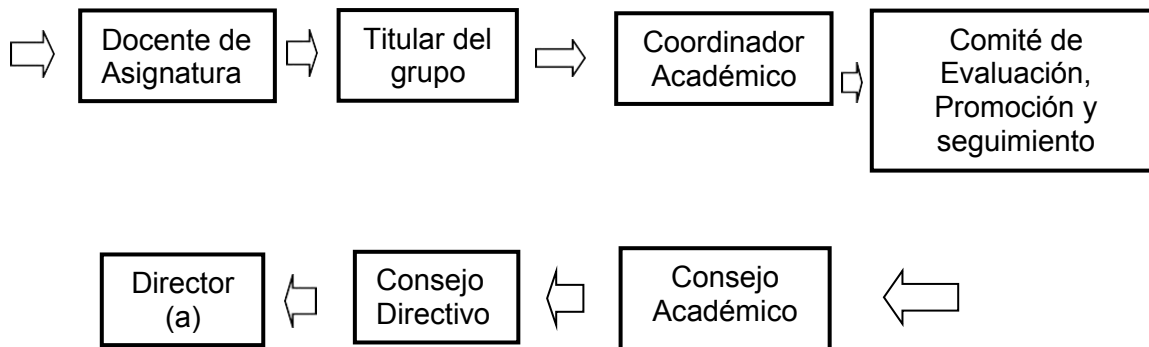 Docente de
Asignatura
Titular del
grupo
Coordinador
Académico
Comité de
Evaluación,
Promoción y
seguimiento
Director
(a)
Consejo
Directivo
Consejo
Académico